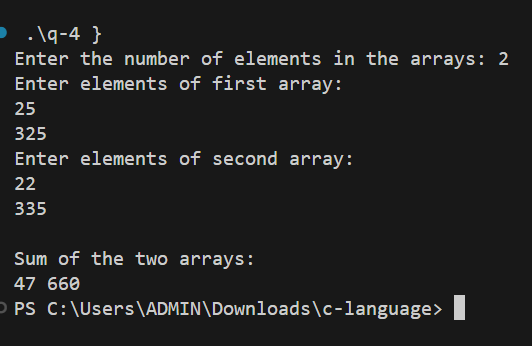 .\q-4 }
Enter the number of elements in the arrays: 2
Enter elements of first array:
25
325
Enter elements of second array:
22
335
Sum of the two arrays:
47 660
PS C:\Users\ADMIN\Downloads\c-language>